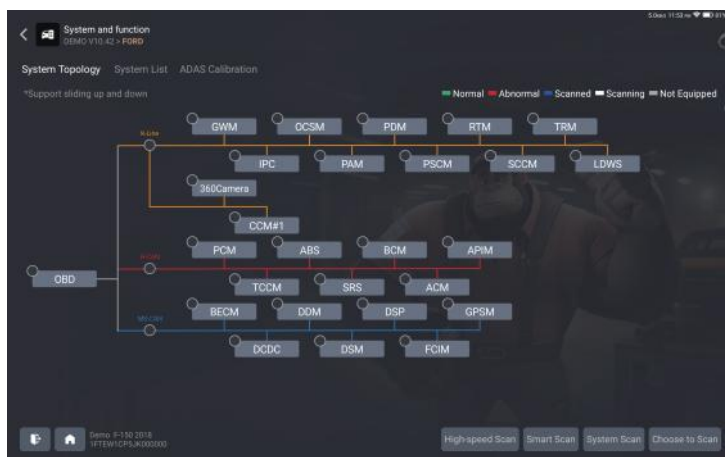 System and function
DEMO V10.42 > FORD
System Topology System List ADAS Calibration
*Support sliding up and down
Normal Abnormal Scanned Scanning Not Equipped
GWM OCSM PDM RTM TRM
IPC PAM PSCM SCCM LDWS
360Camera
CCM#1
PCM ABS BCM APIM
OBD
TCCM SRS ACM
BECM DDM DSP GPSM
DCDC DSM FCIM
Demo F-150 2018
High-speed Scan Smart Scan System Scan Choose to Scan